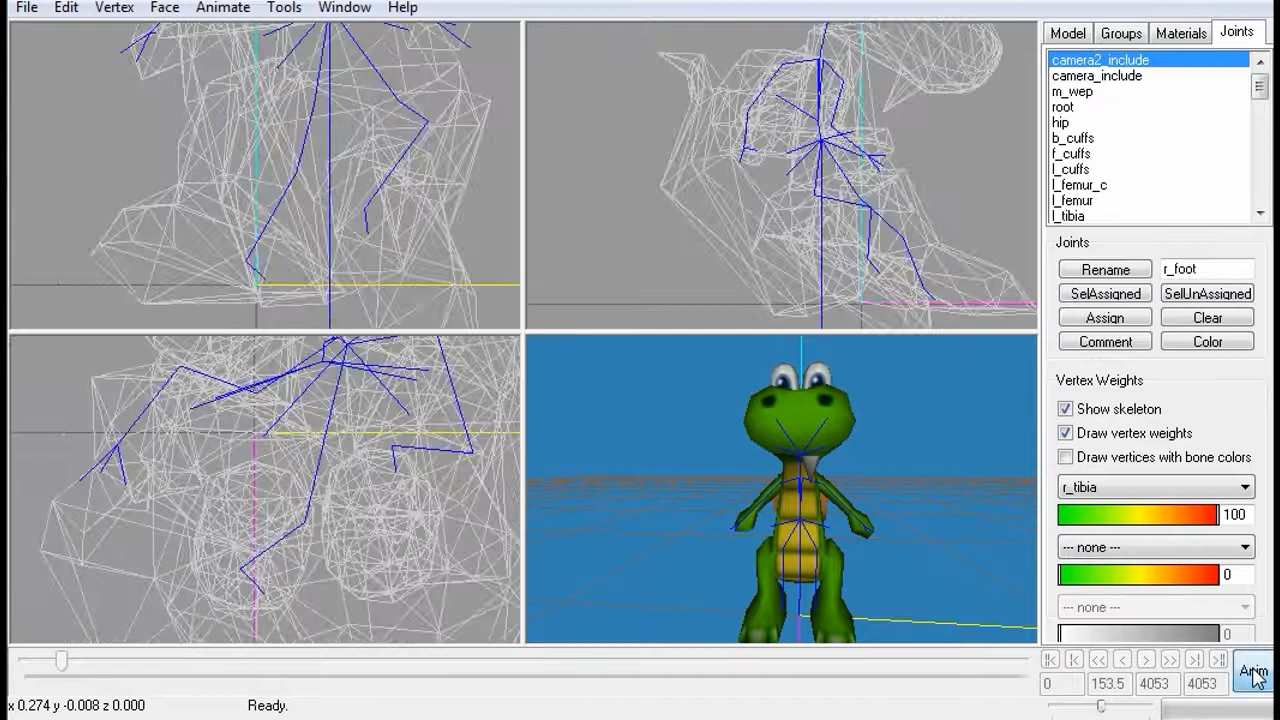 File Edit Vertex Face Animate Tools Window Help
Model Groups Materials Joints
camera2_include
camera_include
m_wep
root
hip
b_cuffs
f_cuffs
l_cuffs
l_femur_c
l_femur
l_tibia
Joints
Rename r_foot
SelAssigned SelUnAssigned
Assign Clear
Comment Color
Vertex Weights
Show skeleton
Draw vertex weights
Draw vertices with bone colors
r_tibia
100
--- none ---
0
--- none ---
0
Anim
0 153.5 4053 4053
x 0.274 y -0.008 z 0.000 Ready.